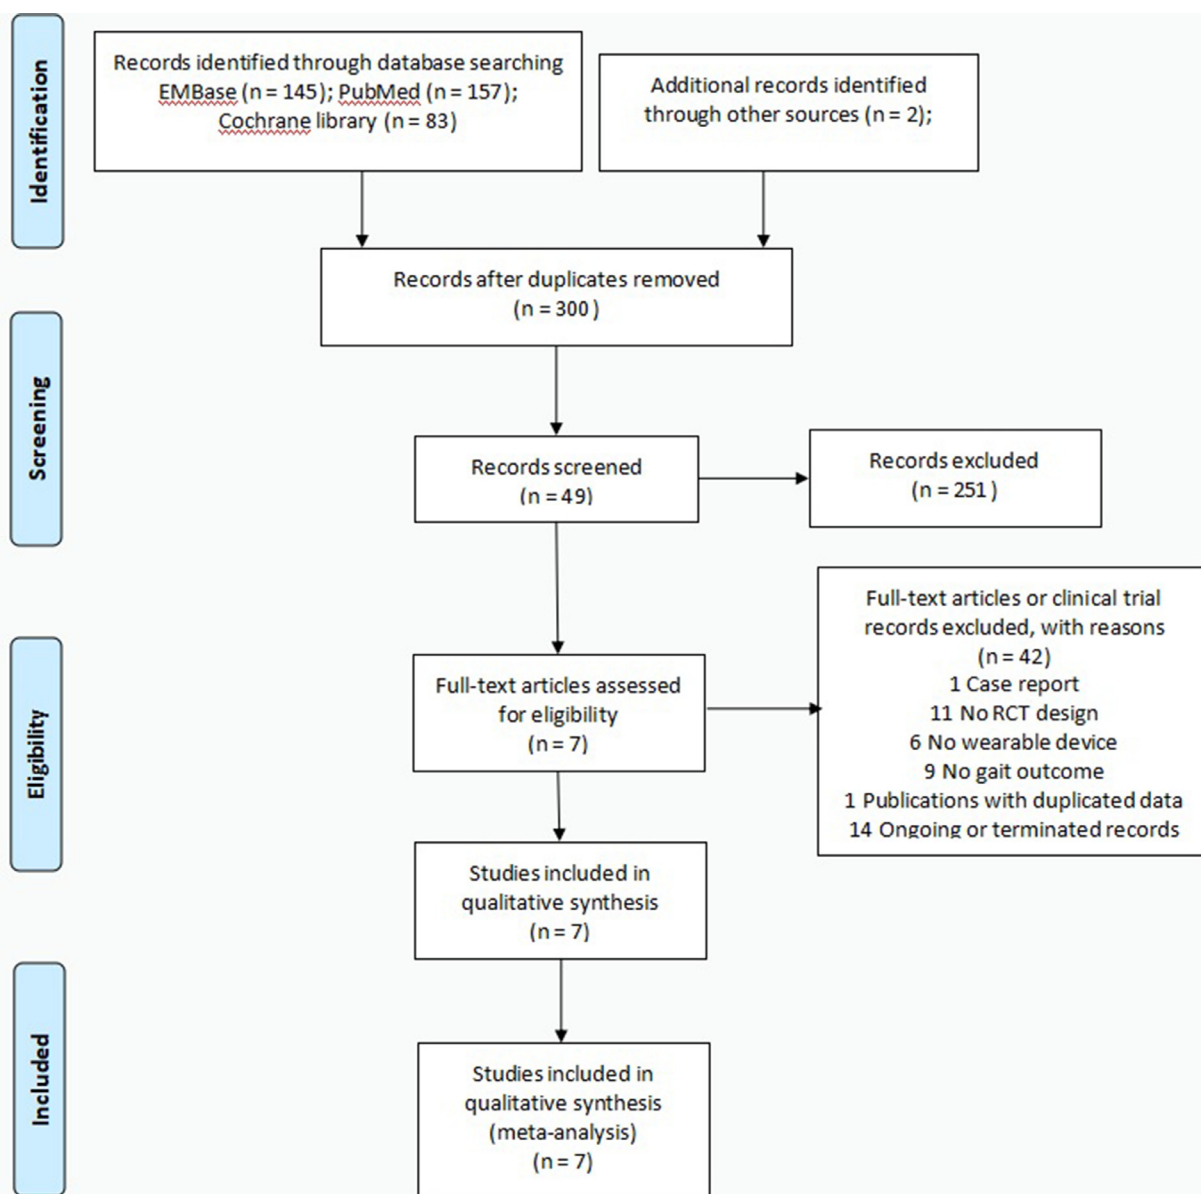 Identification
Records identified through database searching
EMBase (n = 145); PubMed (n = 157);
Cochrane library (n = 83)
Additional records identified
through other sources (n = 2);
Records after duplicates removed
(n = 300 )
Screening
Records screened
(n = 49)
Records excluded
(n = 251 )
Eligibility
Full-text articles assessed
for eligibility
(n = 7)
Full-text articles or clinical trial
records excluded, with reasons
(n = 42)
1 Case report
11 No RCT design
6 No wearable device
9 No gait outcome
1 Publications with duplicated data
14 Ongoing or terminated records
Studies included in
qualitative synthesis
(n = 7)
Included
Studies included in
qualitative synthesis
(meta-analysis)
(n = 7)